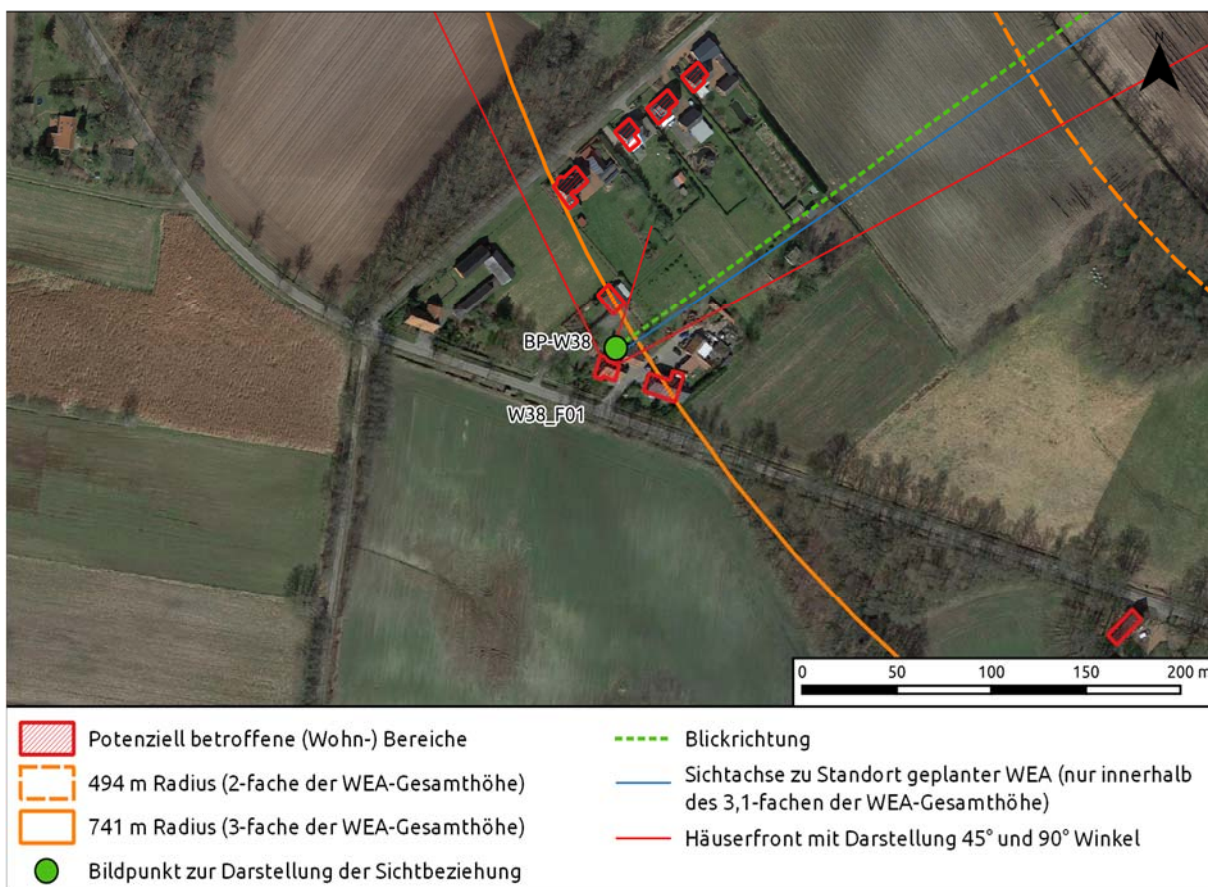 N
BP-W38
W38_F01
0 50 100 150 200 m
Potenziell betroffene (Wohn-) Bereiche
494 m Radius (2-fache der WEA-Gesamthöhe)
741 m Radius (3-fache der WEA-Gesamthöhe)
Bildpunkt zur Darstellung der Sichtbeziehung
Blickrichtung
Sichtachse zu Standort geplanter WEA (nur innerhalb
des 3,1-fachen der WEA-Gesamthöhe)
Häuserfront mit Darstellung 45° und 90° Winkel